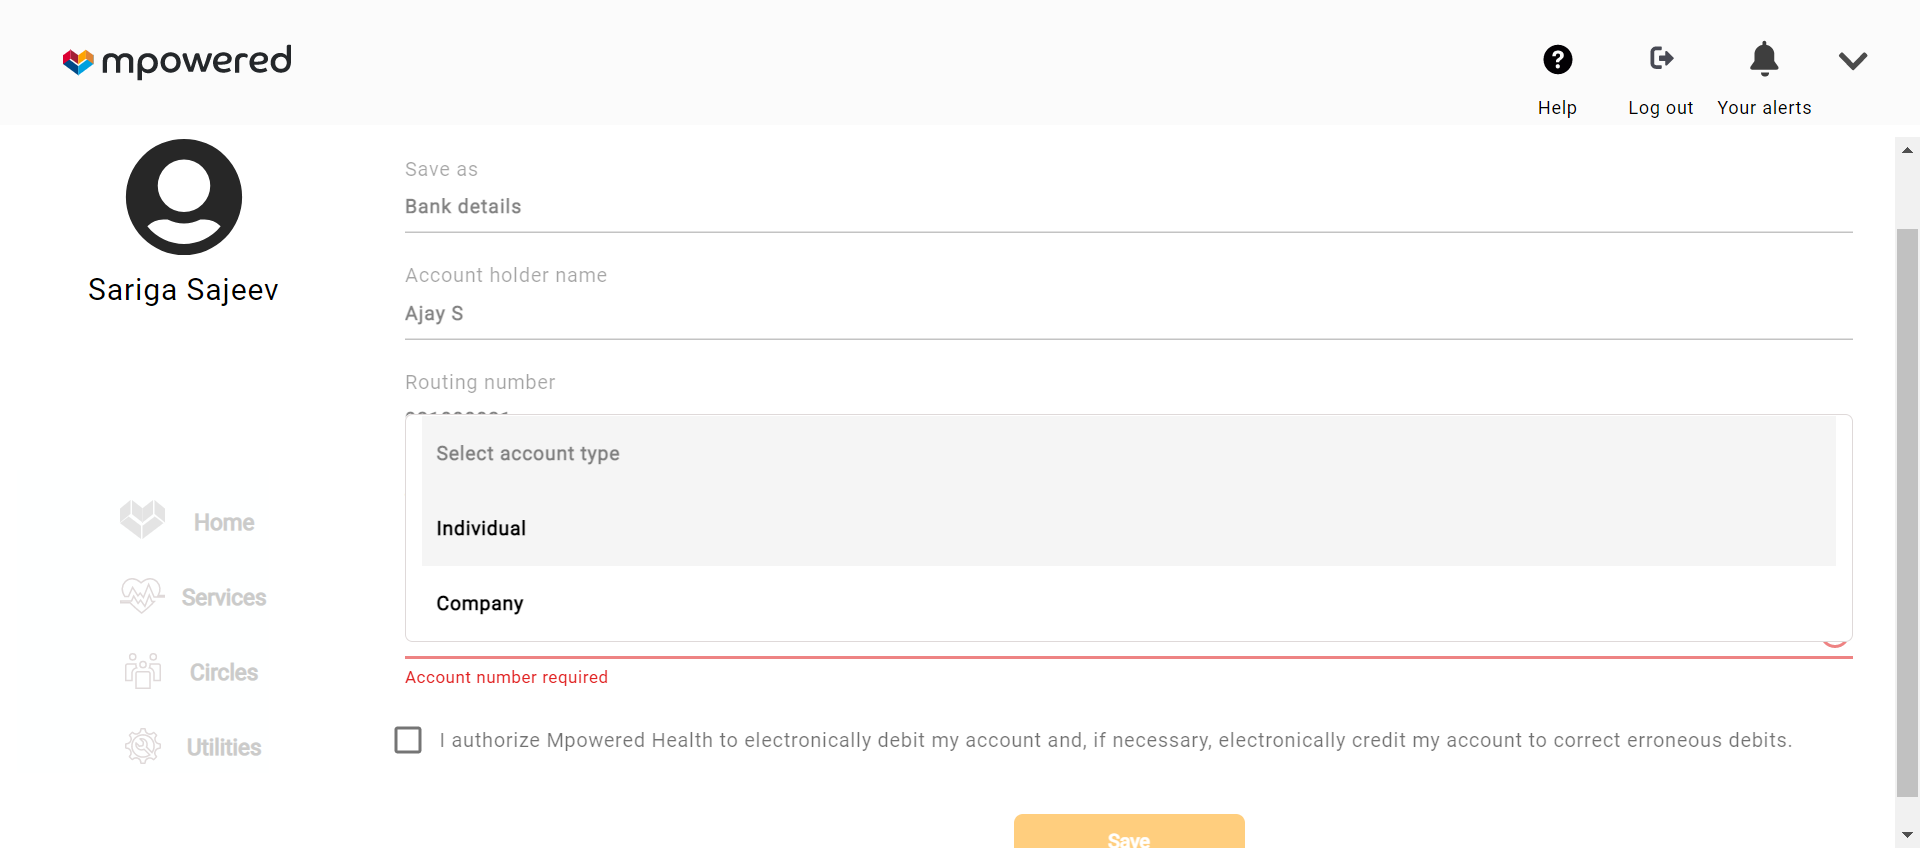 mpowered
Help
Log out
Your alerts
Sariga Sajeev
Home
Services
Circles
Utilities
Save as
Bank details
Account holder name
Ajay S
Routing number
Select account type
Individual
Company
Account number required
I authorize Mpowered Health to electronically debit my account and, if necessary, electronically credit my account to correct erroneous debits.
Save